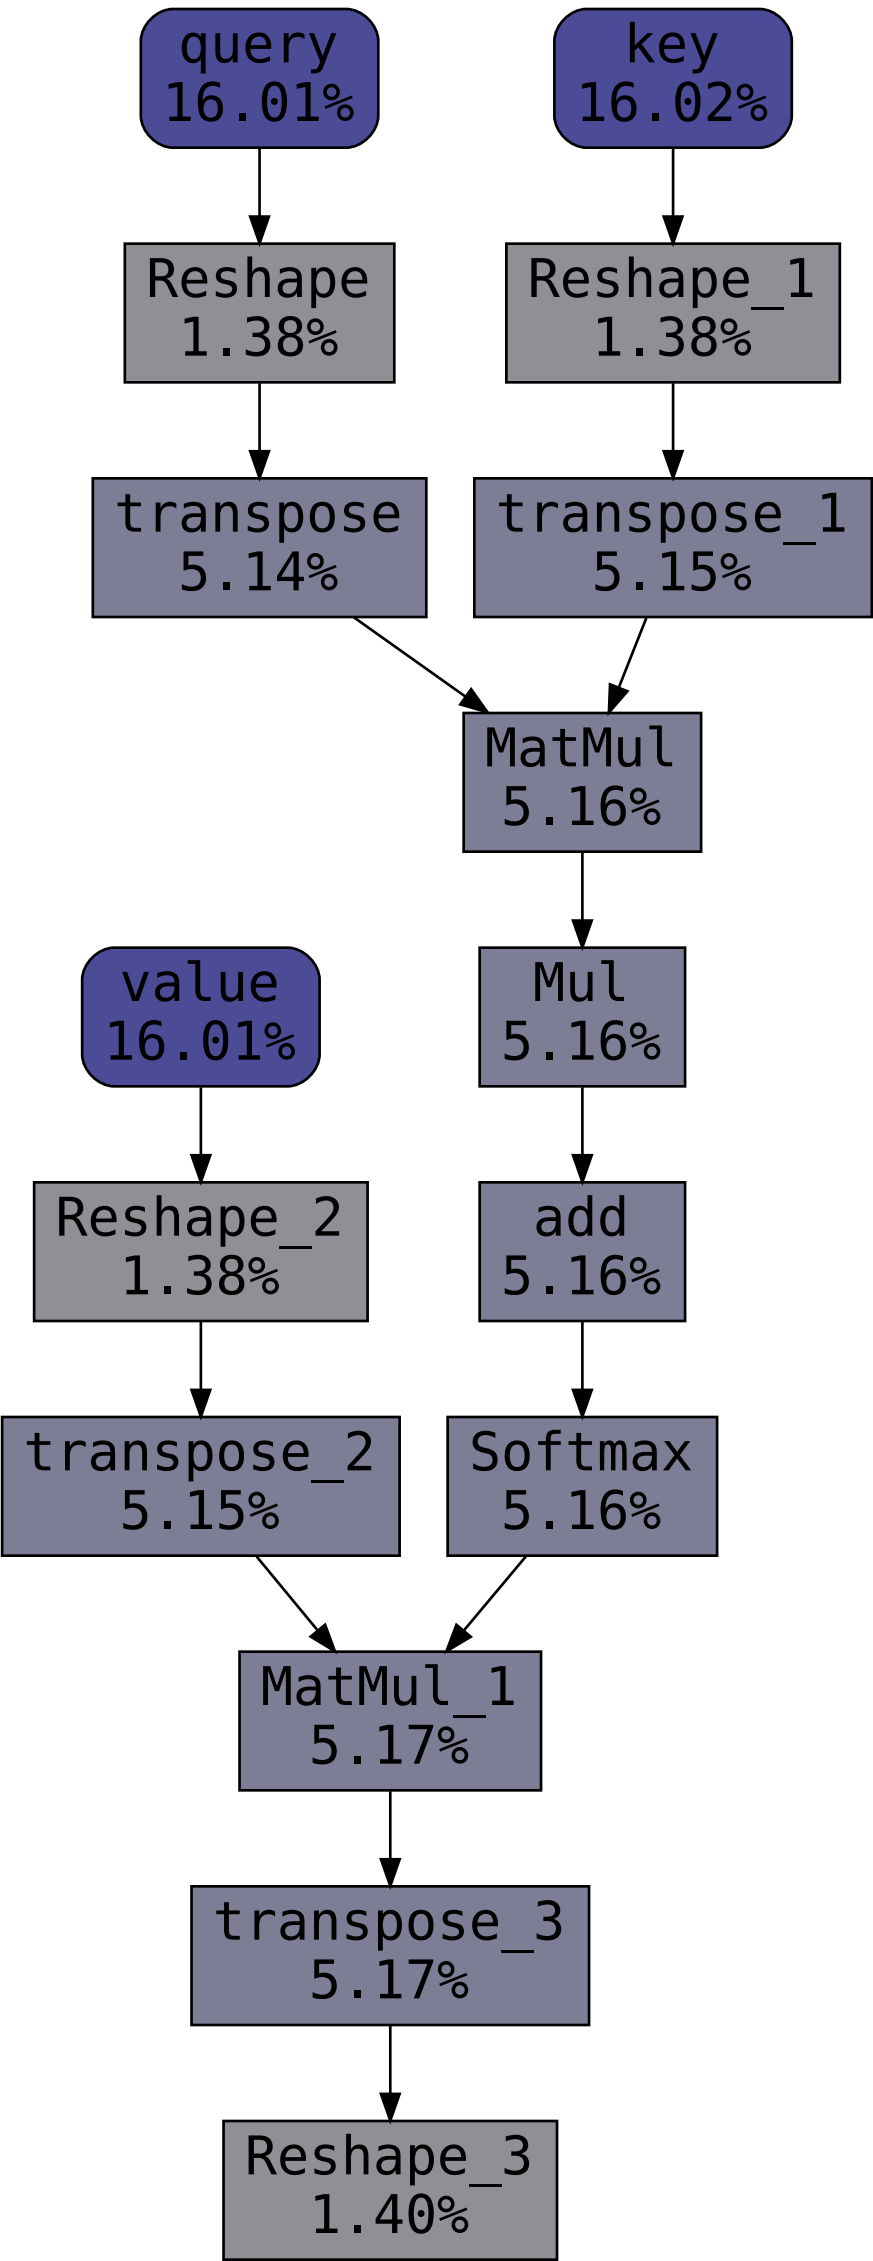 query
16.01%
key
16.02%
Reshape
1.38%
Reshape_1
1.38%
transpose
5.14%
transpose_1
5.15%
MatMul
5.16%
value
16.01%
Mul
5.16%
Reshape_2
1.38%
add
5.16%
transpose_2
5.15%
Softmax
5.16%
MatMul_1
5.17%
transpose_3
5.17%
Reshape_3
1.40%